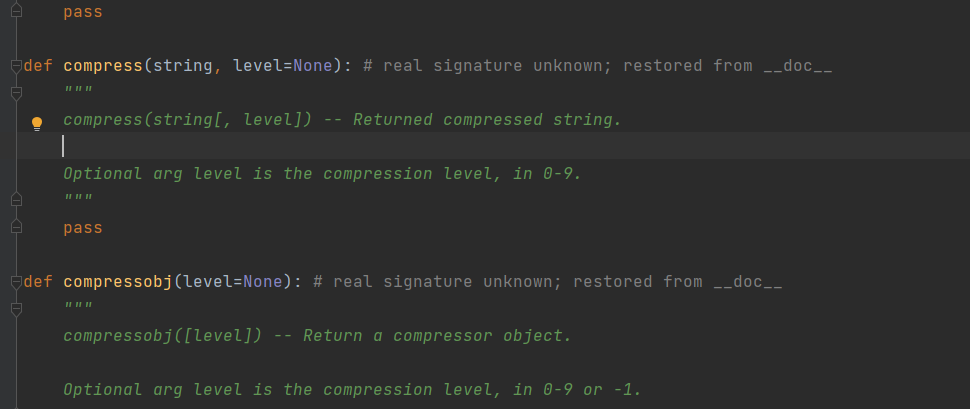 pass
def compress(string, level=None): # real signature unknown; restored from __doc__
"""
compress(string[, level]) -- Returned compressed string.
Optional arg level is the compression level, in 0-9.
"""
pass
def compressobj(level=None): # real signature unknown; restored from __doc__
"""
compressobj([level]) -- Return a compressor object.
Optional arg level is the compression level, in 0-9 or -1.